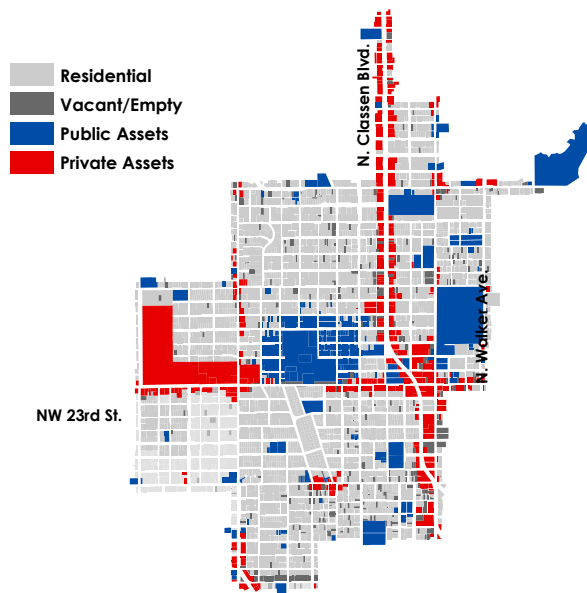 Residential
Vacant/Empty
Public Assets
Private Assets
N. Classen Blvd.
N. Walker Ave.
NW 23rd St.